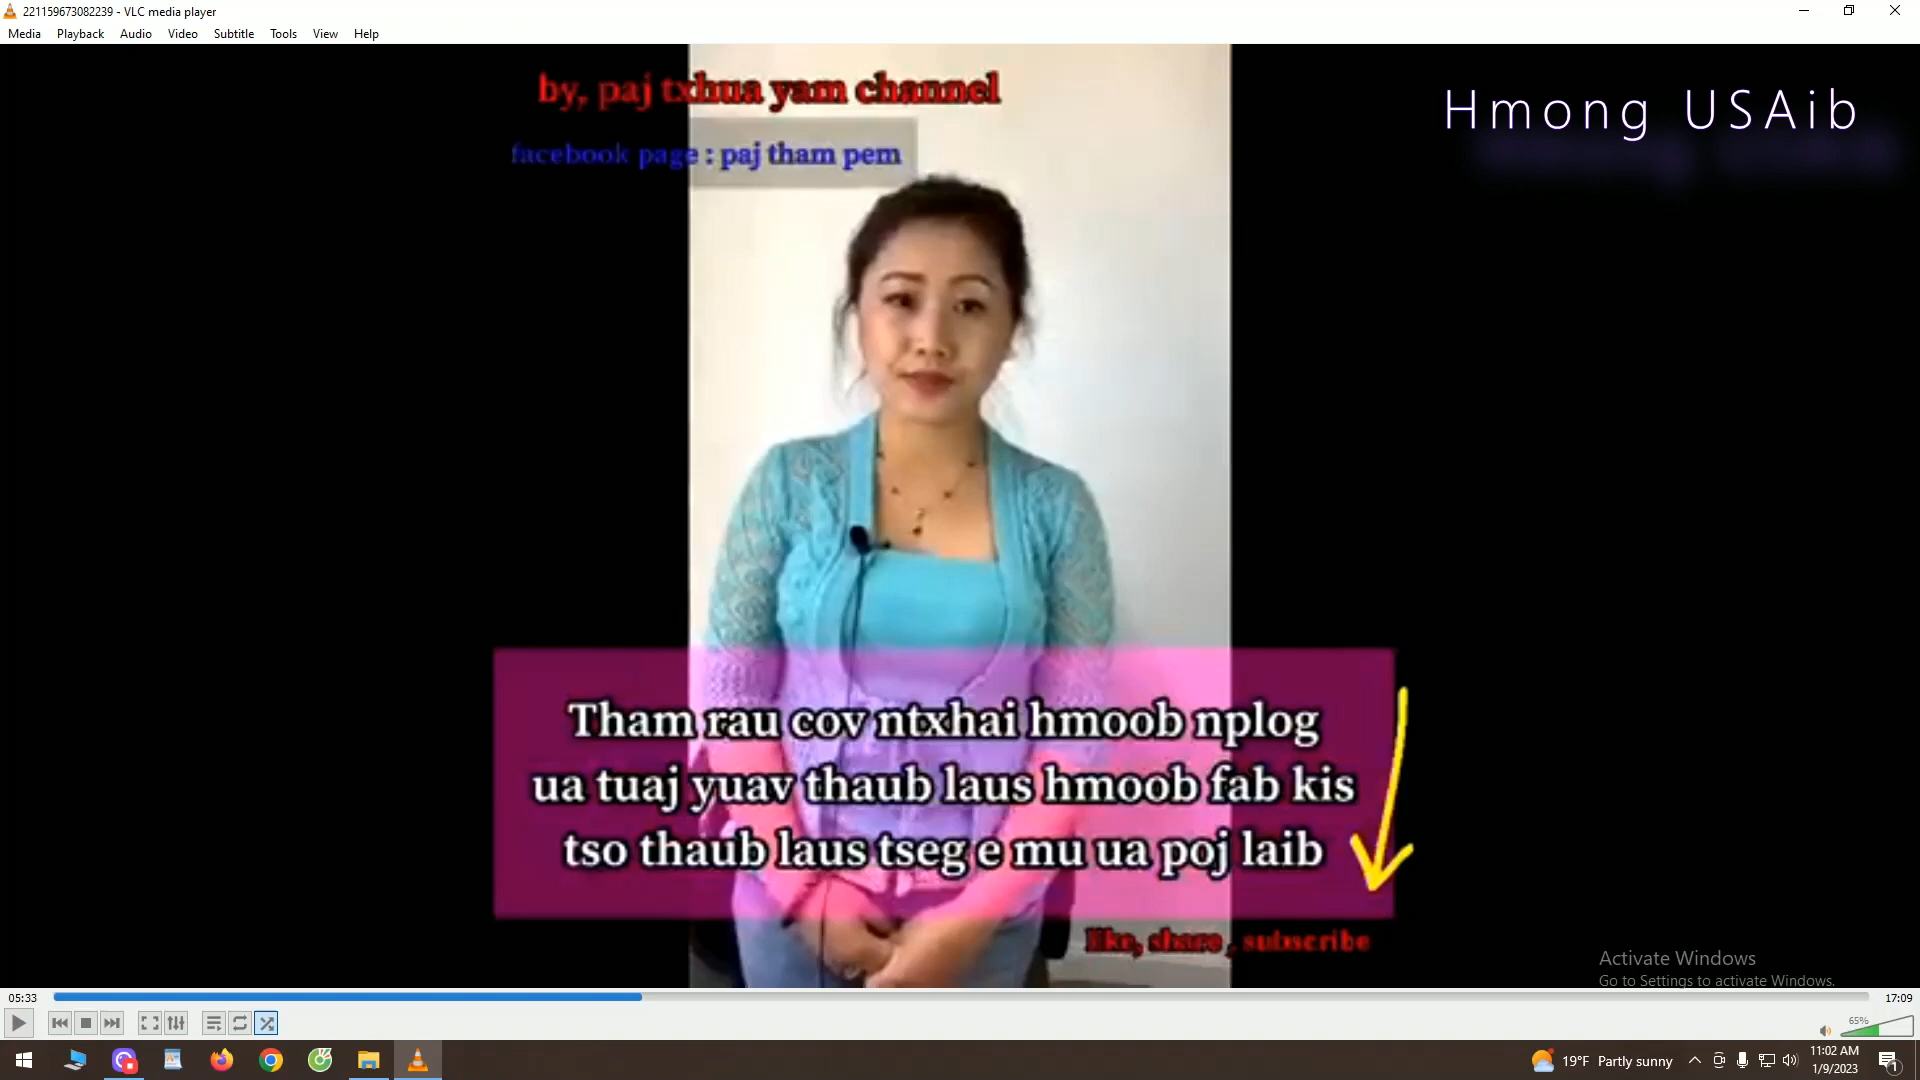 221159673082239 - VLC media player
Media Playback Audio Video Subtitle Tools View Help
by, paj txhua yam channel
Hmong USAib
facebook page : paj tham pem
Tham rau cov ntxhai hmoob nplog
ua tuaj yuav thaub laus hmoob fab kis
tso thaub laus tseg e mu ua poj laib
like, share , subscribe
Activate Windows
Go to Settings to activate Windows.
05:33
17:09
65%
19°F Partly sunny
11:02 AM
1/9/2023
1